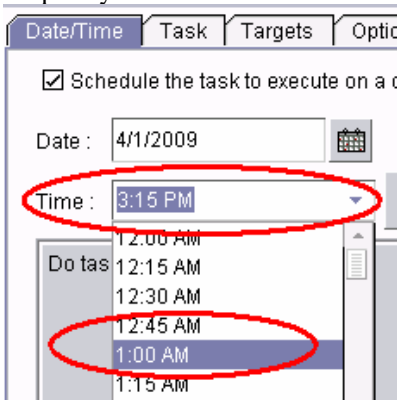 Date/Time Task Targets Optio
Schedule the task to execute on a
Date : 4/1/2009
Time : 3:15 PM
12:00 AM
Do tas 12:15 AM
12:30 AM
12:45 AM
1:00 AM
1:15 AM